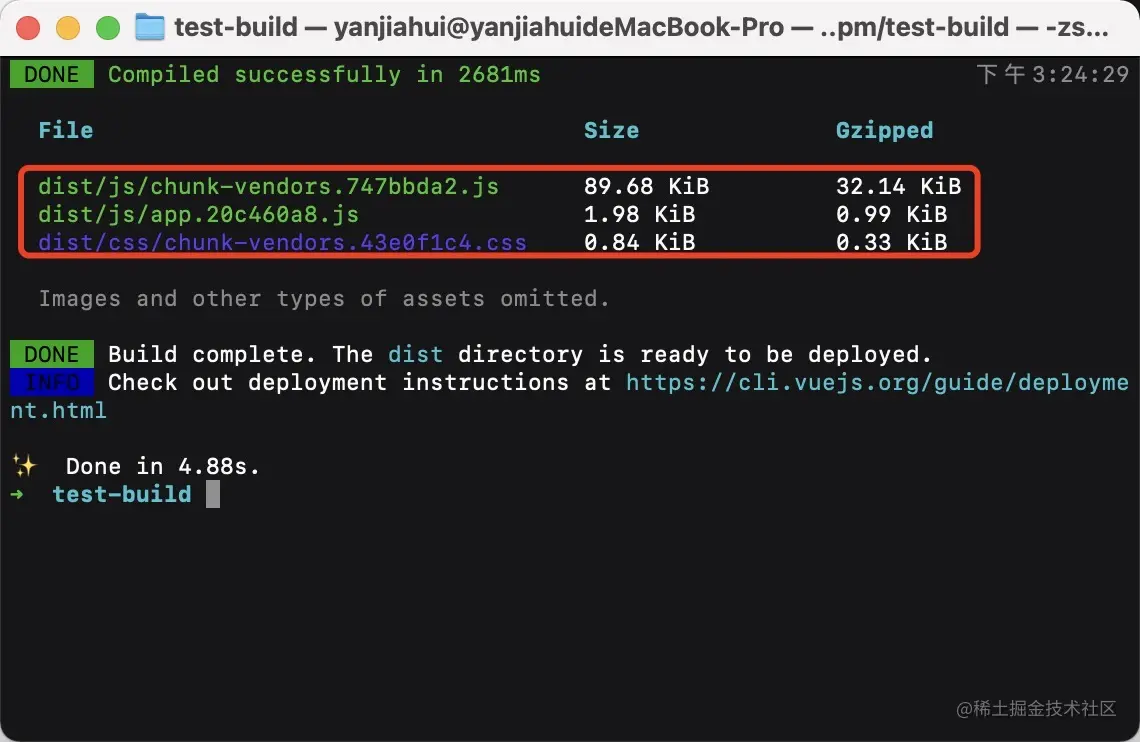 test-build — yanjiahui@yanjiahuideMacBook-Pro — ..pm/test-build — -zs...
DONE Compiled successfully in 2681ms 下午3:24:29
File Size Gzipped
dist/js/chunk-vendors.747bbda2.js 89.68 KiB 32.14 KiB
dist/js/app.20c460a8.js 1.98 KiB 0.99 KiB
dist/css/chunk-vendors.43e0f1c4.css 0.84 KiB 0.33 KiB
Images and other types of assets omitted.
DONE Build complete. The dist directory is ready to be deployed.
INFO Check out deployment instructions at https://cli.vuejs.org/guide/deployme
nt.html
✨ Done in 4.88s.
➜ test-build
@稀土掘金技术社区